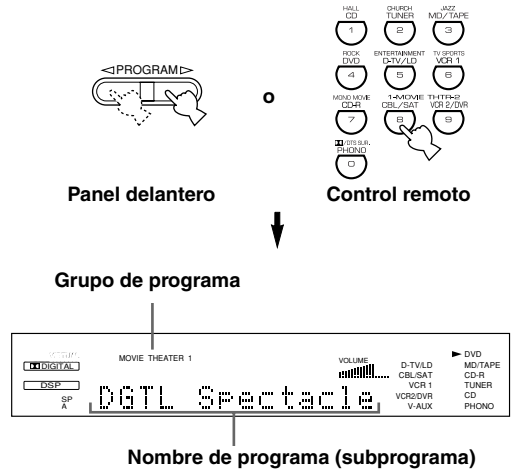 HALL CHURCH JAZZ
CD TUNER MD/TAPE
1 2 3
ROCK ENTERTAINMENT TV SPORTS
DVD D-TV/LD VCR 1
4 5 6
MONO MOVIE 1-MOVIE THTR-2
CD-R CBL/SAT VCR 2/DVR
7 8 9
/DTS SUR.
PHONO
0
◁PROGRAM▷
o
Panel delantero
Control remoto
Grupo de programa
DIGITAL
DSP
SP
A
MOVIE THEATER 1
DGTL Spectacle
VOLUME
D-TV/LD
CBL/SAT
VCR 1
VCR2/DVR
V-AUX
DVD
MD/TAPE
CD-R
TUNER
CD
PHONO
Nombre de programa (subprograma)